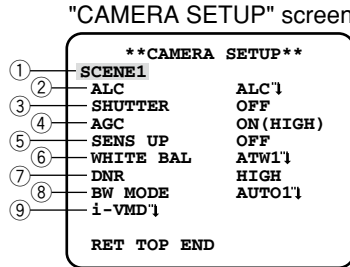 "CAMERA SETUP" screen
**CAMERA SETUP**
① SCENE1
② ALC ALC↴
③ SHUTTER OFF
④ AGC ON(HIGH)
⑤ SENS UP OFF
⑥ WHITE BAL ATW1↴
⑦ DNR HIGH
⑧ BW MODE AUTO1↴
⑨ i-VMD↴
RET TOP END